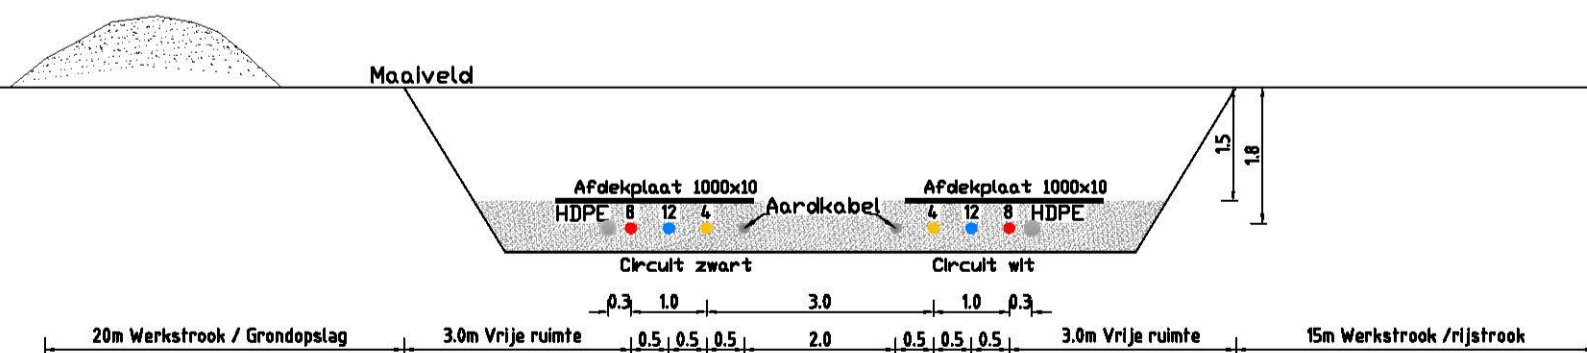 Maaiveld
1.5
1.8
Afdekplaat 1000x10 Afdekplaat 1000x10
HDPE 8 12 4 Aardkabel 4 12 8 HDPE
Circuit zwart Circuit wit
0.3 1.0 3.0 1.0 0.3
20m Werkstrook / Grondopslag 3.0m Vrije ruimte 0.5 0.5 0.5 2.0 0.5 0.5 0.5 3.0m Vrije ruimte 15m Werkstrook /rijstrook